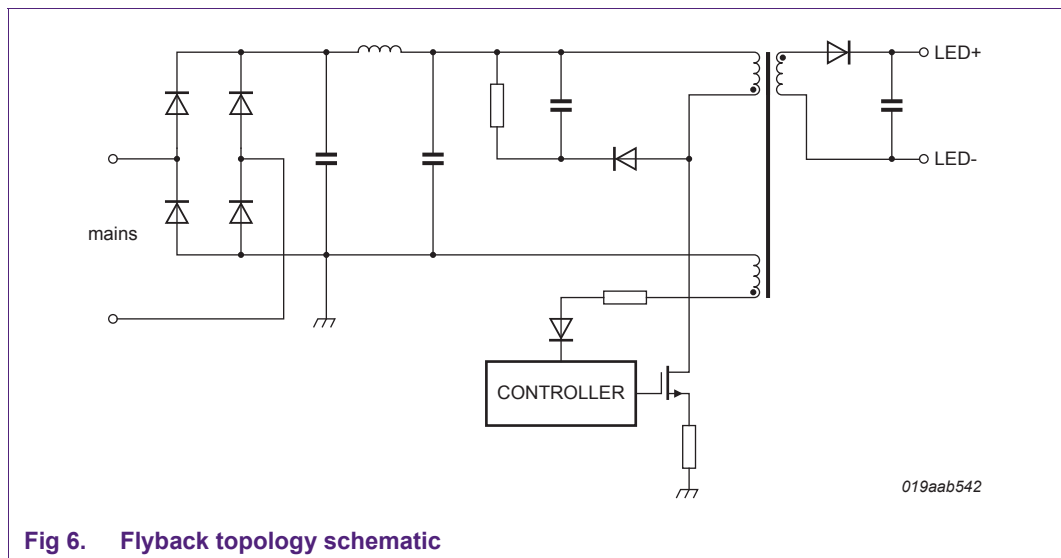 LED+
LED-
mains
CONTROLLER
019aab542
Fig 6. Flyback topology schematic